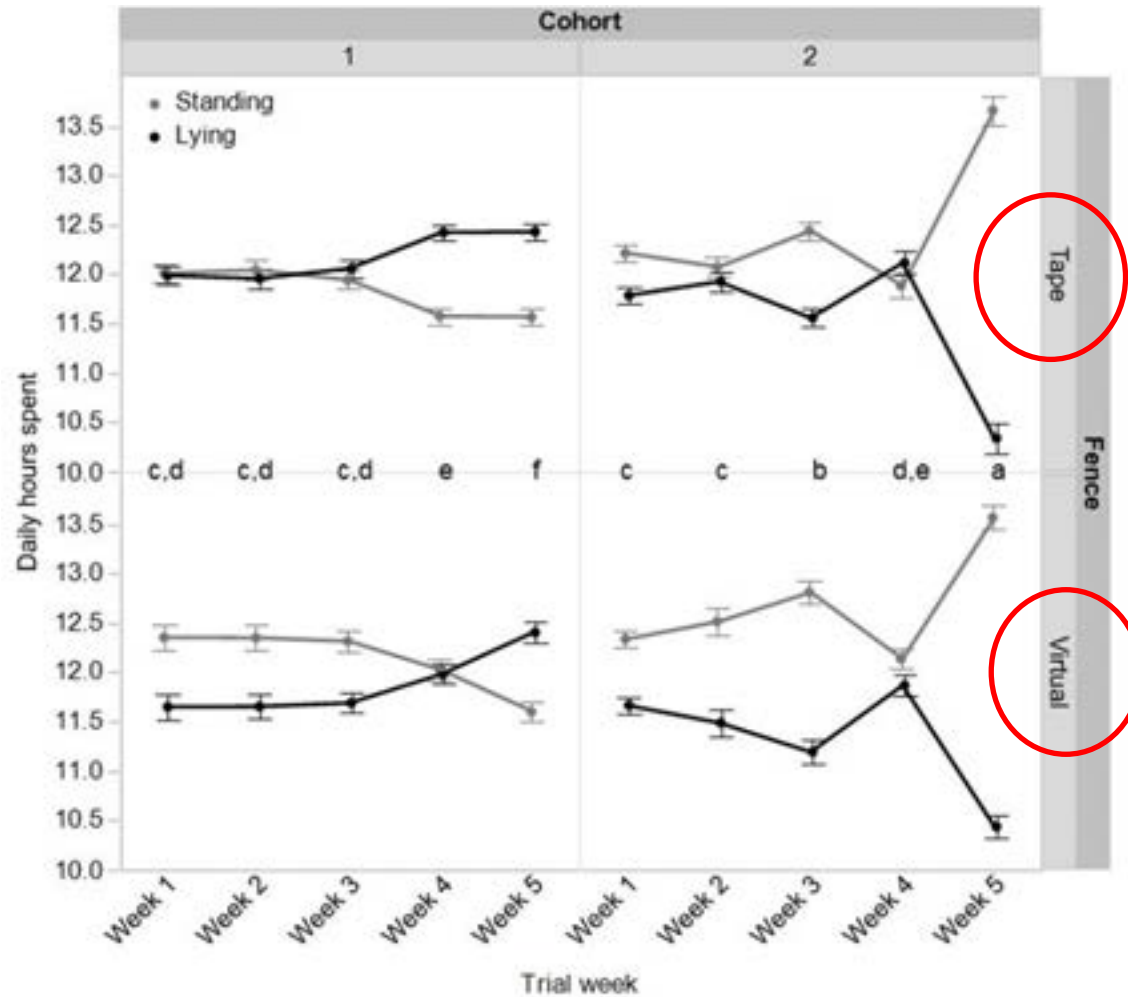 Cohort
1 2
Standing
Lying
13.5
13.0
12.5
12.0
11.5
11.0
10.5
10.0
Tape
c,d c,d c,d e f c c b d,e a
13.5
13.0
12.5
12.0
11.5
11.0
10.5
10.0
Virtual
Fence
Daily hours spent
Week 1 Week 2 Week 3 Week 4 Week 5 Week 1 Week 2 Week 3 Week 4 Week 5
Trial week